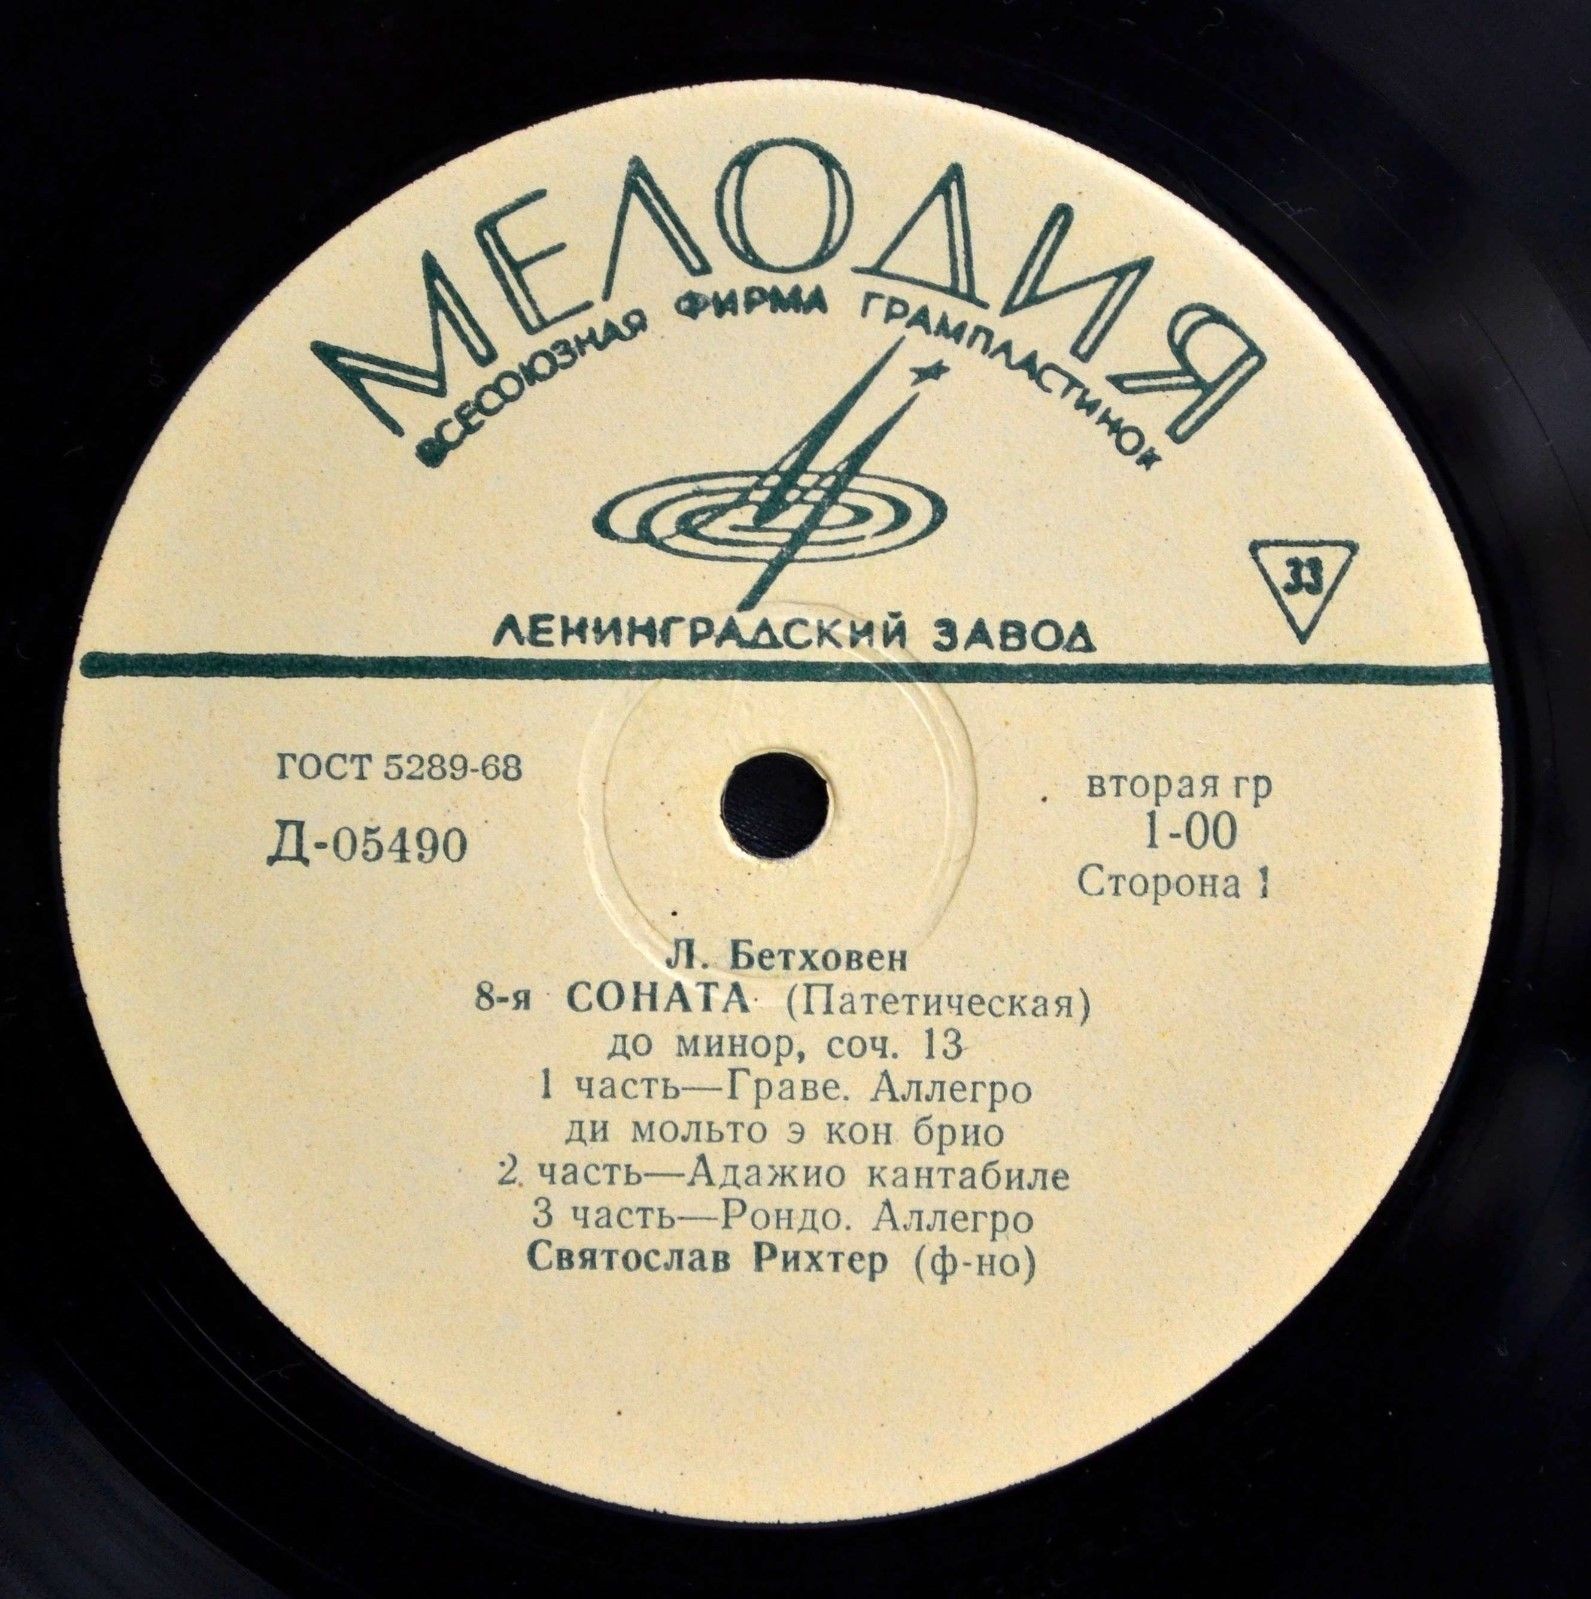 МЕЛОДИЯ
ВСЕСОЮЗНАЯ ФИРМА ГРАМПЛАСТИНОК
33
ЛЕНИНГРАДСКИЙ ЗАВОД
ГОСТ 5289-68
Д-05490
вторая гр
1-00
Сторона 1
Л. Бетховен
8-я СОНАТА (Патетическая)
до минор, соч. 13
1 часть—Граве. Аллегро
ди мольто э кон брио
2 часть—Адажио кантабиле
3 часть—Рондо. Аллегро
Святослав Рихтер (ф-но)